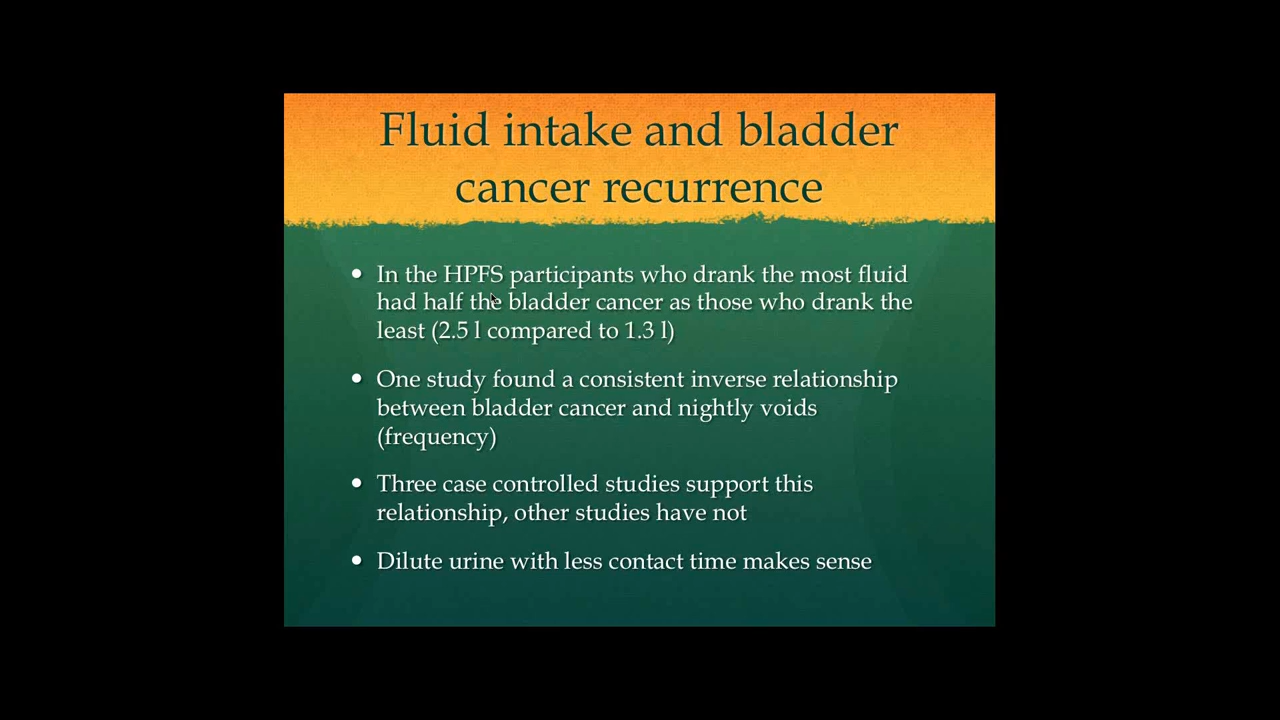 Fluid intake and bladder
cancer recurrence
• In the HPFS participants who drank the most fluid
had half the bladder cancer as those who drank the
least (2.5 l compared to 1.3 l)
• One study found a consistent inverse relationship
between bladder cancer and nightly voids
(frequency)
• Three case controlled studies support this
relationship, other studies have not
• Dilute urine with less contact time makes sense